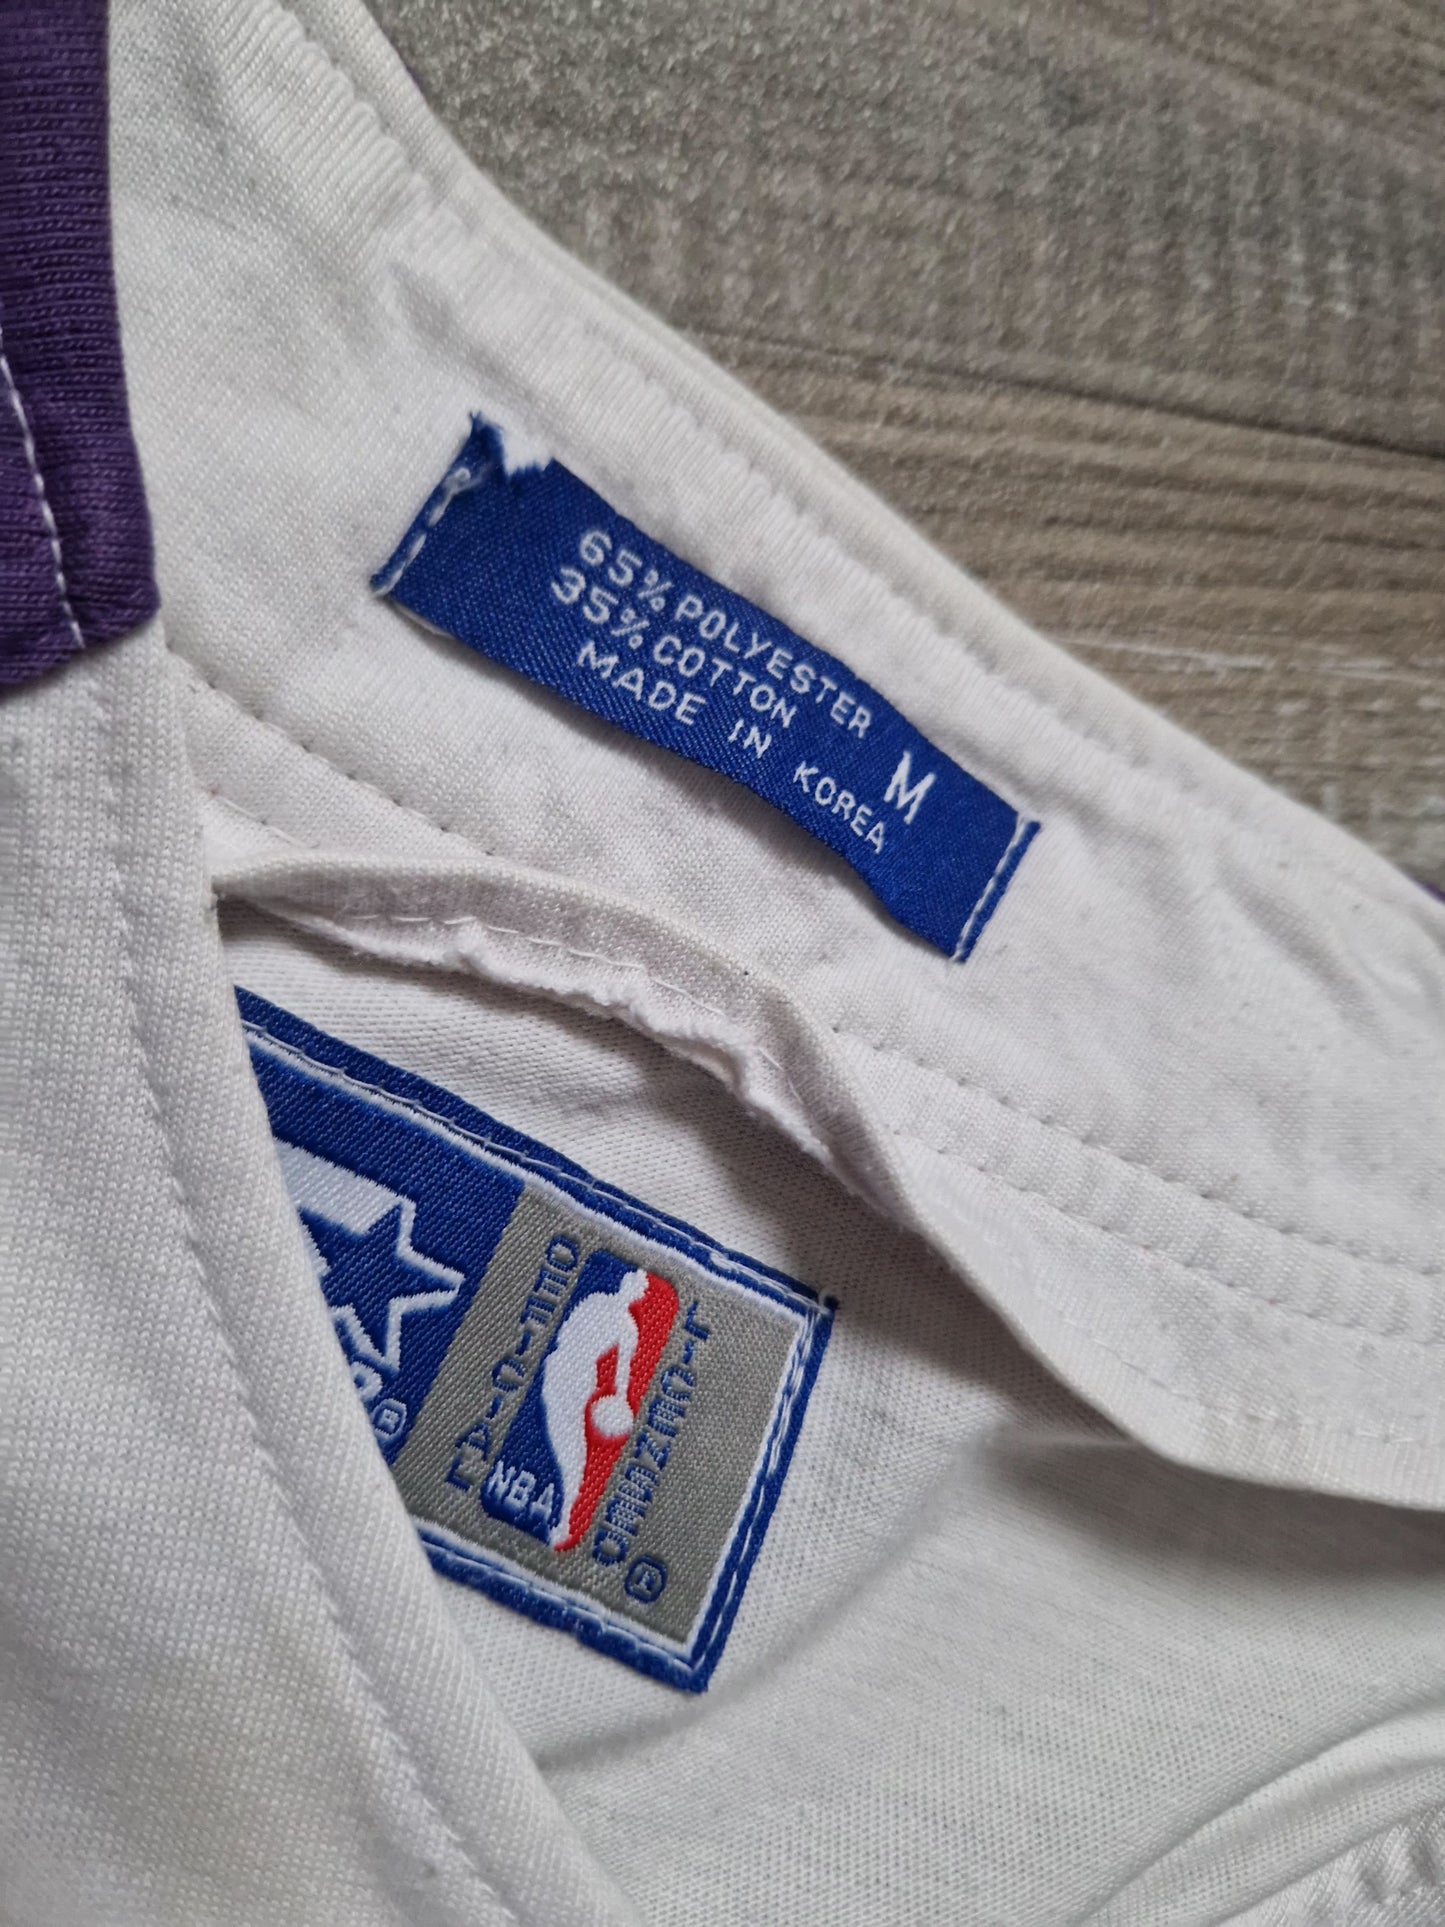 65% POLYESTER
35% COTTON
MADE IN KOREA
M
OFFICIAL
LICENSED
NBA
R®
®